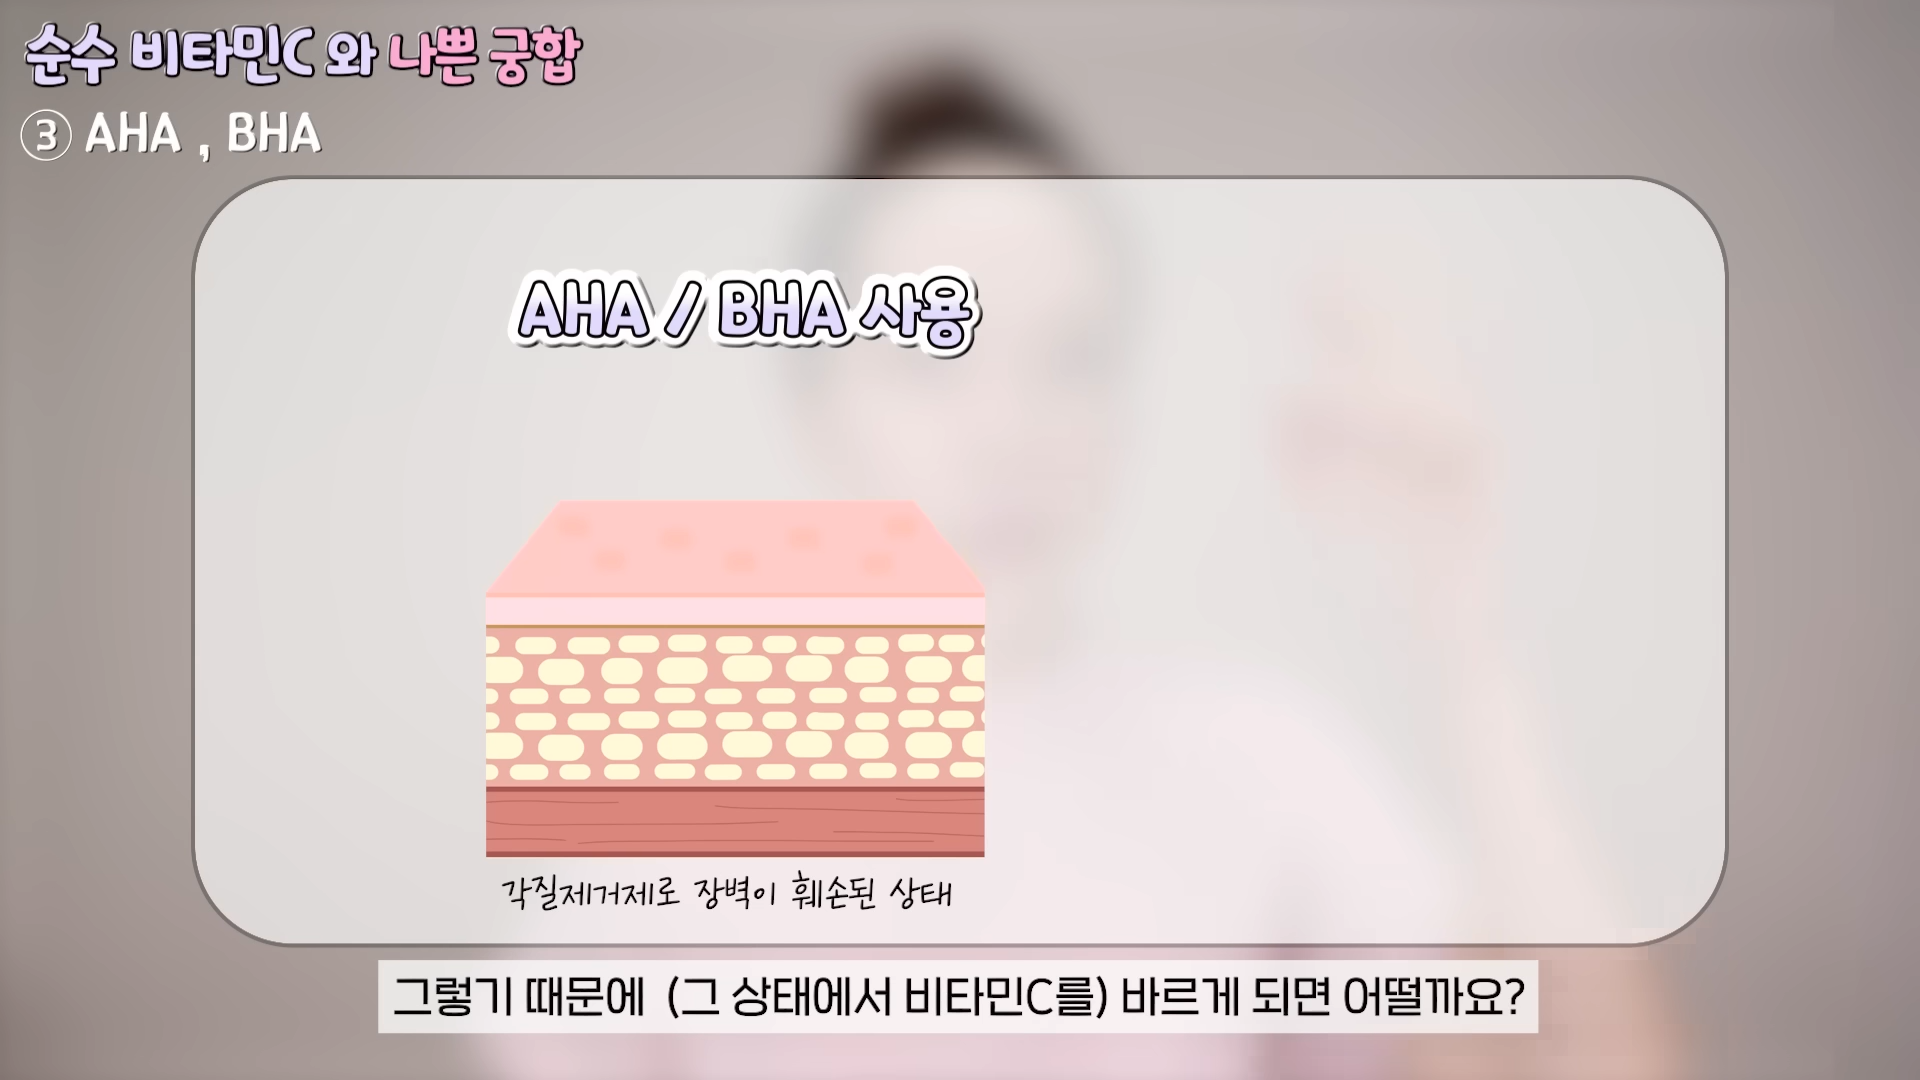 순수 비타민C 와 나쁜 궁합
③ AHA , BHA
AHA / BHA 사용
각질제거제로 장벽이 훼손된 상태
그렇기 때문에 (그 상태에서 비타민C를) 바르게 되면 어떨까요?